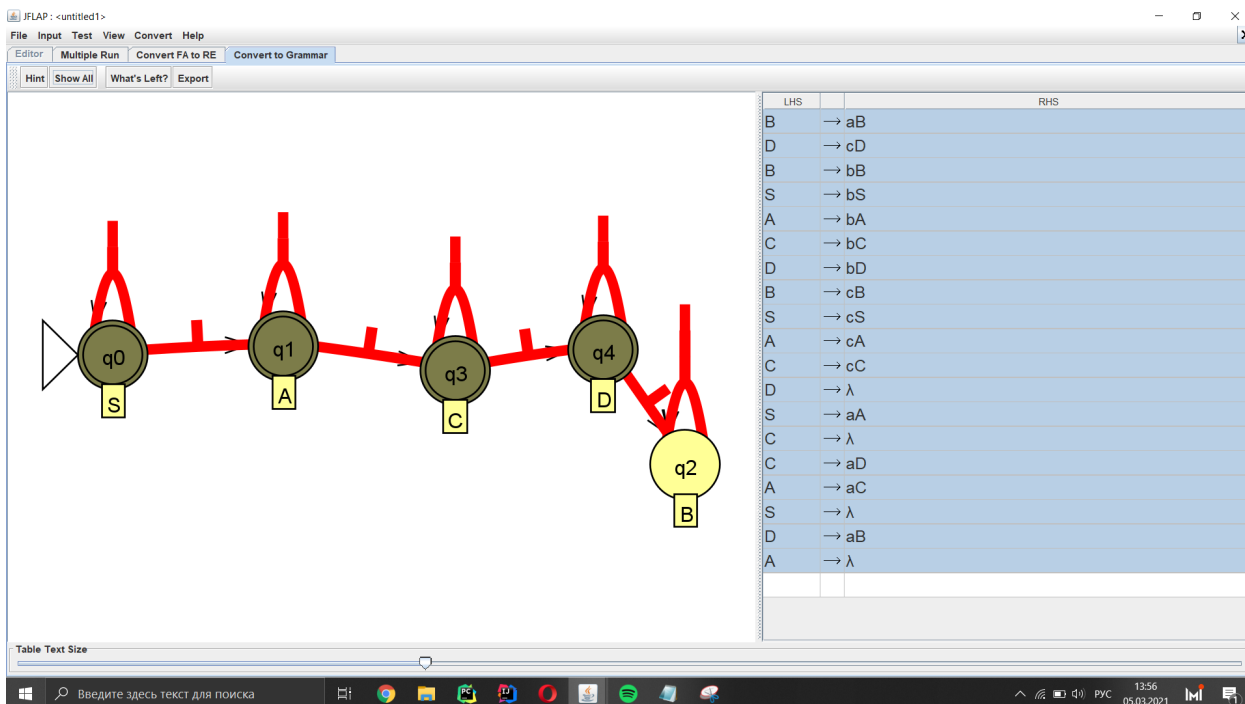 JFLAP : <untitled1>
File Input Test View Convert Help
Editor Multiple Run Convert FA to RE Convert to Grammar
Hint Show All What's Left? Export
LHS RHS
B → aB
D → cD
B → bB
S → bS
A → bA
C → bC
D → bD
B → cB
S → cS
A → cA
C → cC
D → λ
S → aA
C → λ
C → aD
A → aC
S → λ
D → aB
A → λ
q0
S
q1
A
q3
C
q4
D
q2
B
Table Text Size
Введите здесь текст для поиска
РУС
13:56
05.03.2021